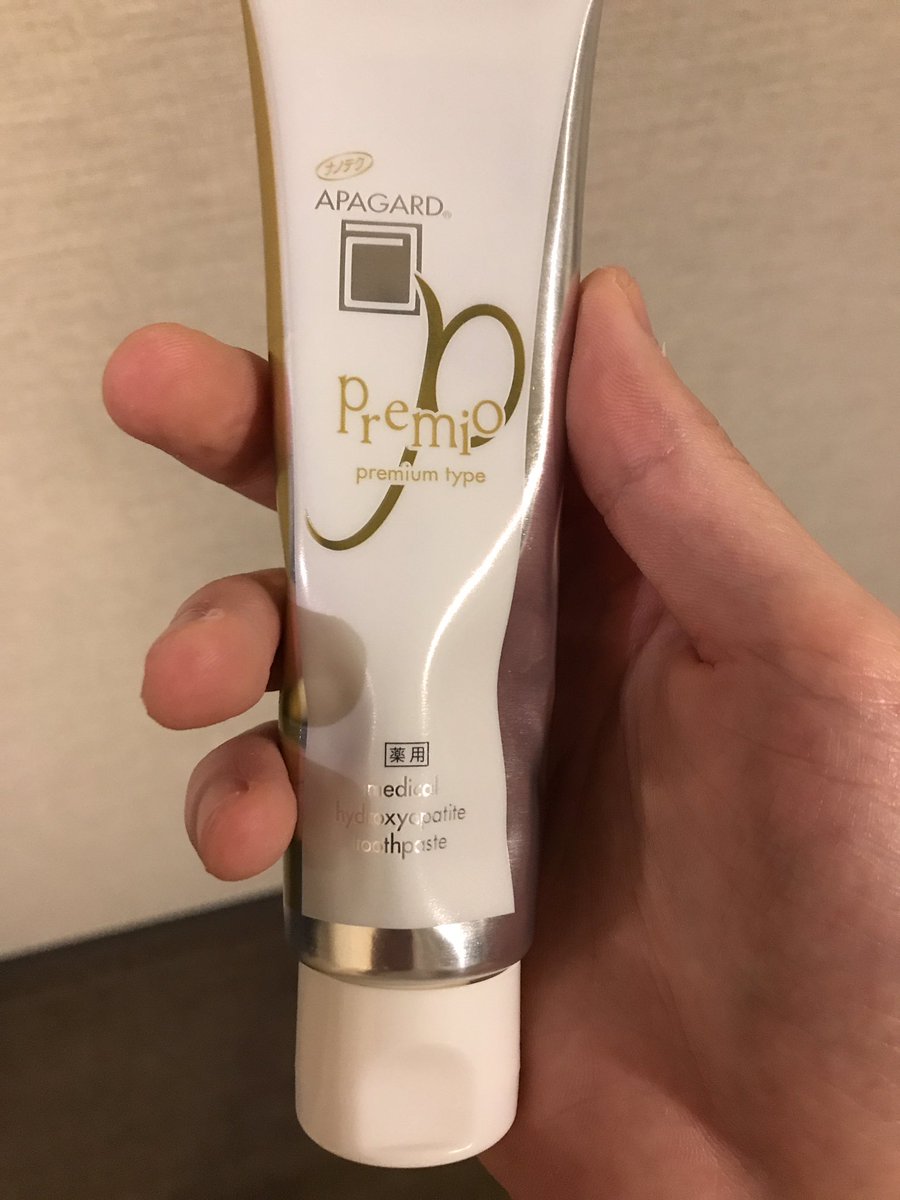 ナノテク
APAGARD®
p
premio
premium type
薬用
medical
hydroxyapatite
toothpaste